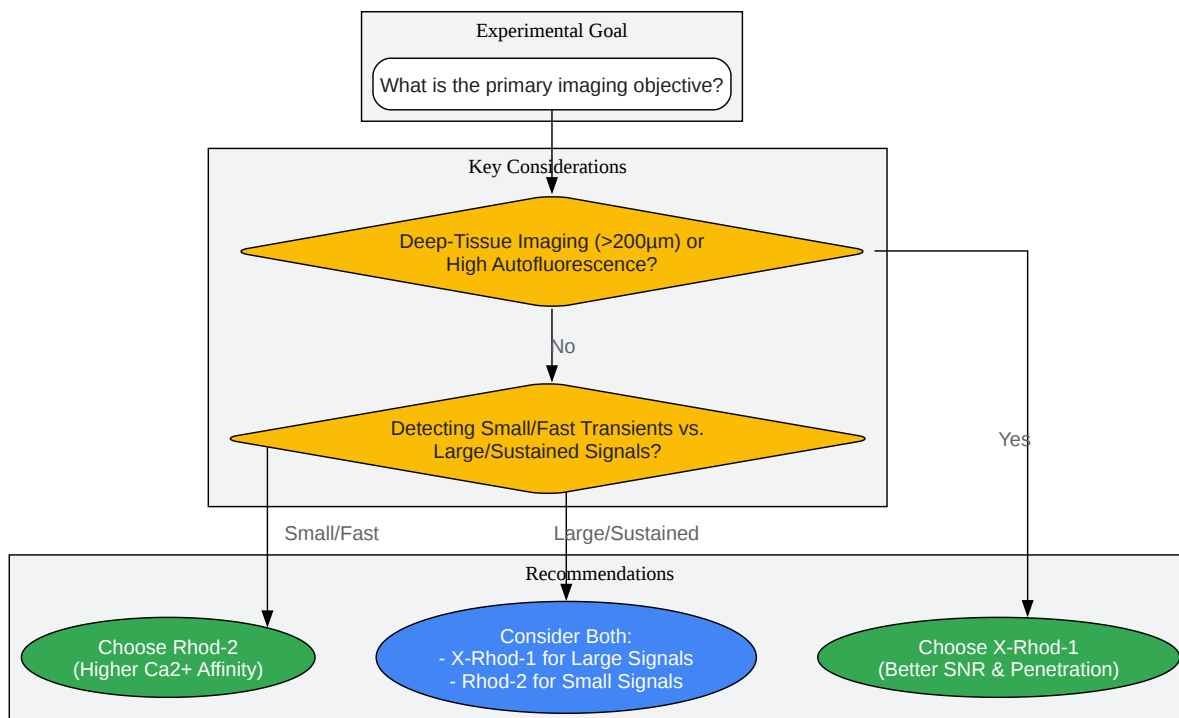 Experimental Goal
What is the primary imaging objective?
Key Considerations
Deep-Tissue Imaging (>200µm) or
High Autofluorescence?
No
Detecting Small/Fast Transients vs.
Large/Sustained Signals?
Yes
Small/Fast
Large/Sustained
Recommendations
Choose Rhod-2
(Higher Ca2+ Affinity)
Consider Both:
- X-Rhod-1 for Large Signals
- Rhod-2 for Small Signals
Choose X-Rhod-1
(Better SNR & Penetration)